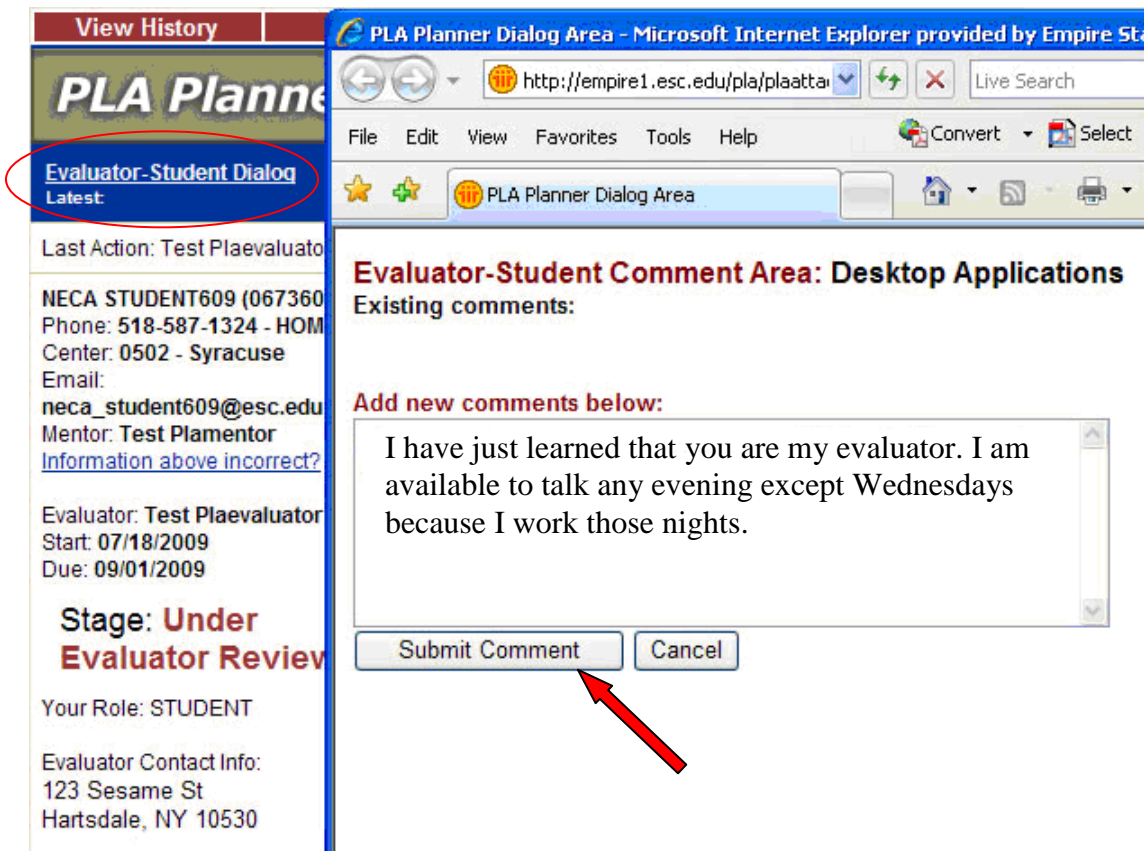 View History
PLA Planne
Evaluator-Student Dialog
Latest:
Last Action: Test Plaevaluato
NECA STUDENT609 (067360
Phone: 518-587-1324 - HOM
Center: 0502 - Syracuse
Email:
neca_student609@esc.edu
Mentor: Test Plamentor
Information above incorrect?
Evaluator: Test Plaevaluator
Start: 07/18/2009
Due: 09/01/2009
Stage: Under
Evaluator Review
Your Role: STUDENT
Evaluator Contact Info:
123 Sesame St
Hartsdale, NY 10530
PLA Planner Dialog Area - Microsoft Internet Explorer provided by Empire Sta
http://empire1.esc.edu/pla/plaatta
Live Search
File Edit View Favorites Tools Help
Convert Select
PLA Planner Dialog Area
Evaluator-Student Comment Area: Desktop Applications
Existing comments:
Add new comments below:
I have just learned that you are my evaluator. I am
available to talk any evening except Wednesdays
because I work those nights.
Submit Comment Cancel